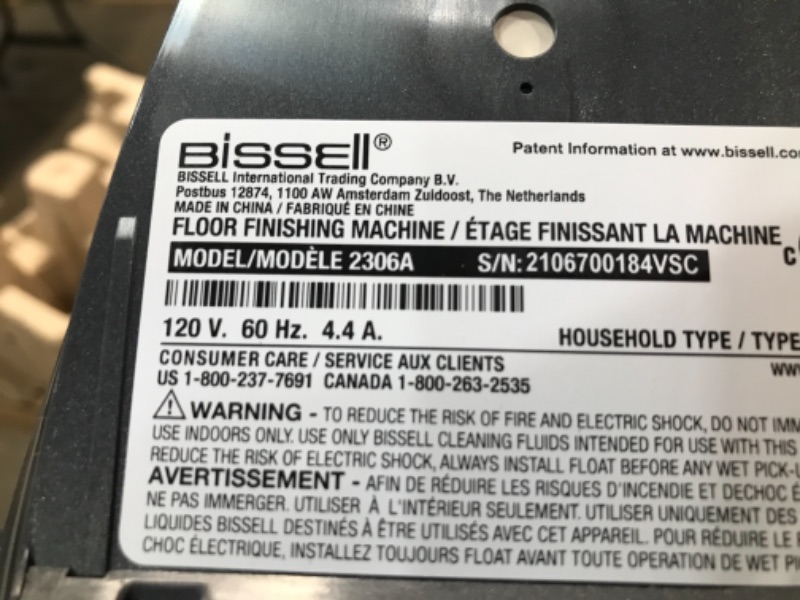 BISSELL®
Patent Information at www.bissell.co
BISSELL International Trading Company B.V.
Postbus 12874, 1100 AW Amsterdam Zuidoost, The Netherlands
MADE IN CHINA / FABRIQUÉ EN CHINE
FLOOR FINISHING MACHINE / ÉTAGE FINISSANT LA MACHINE
C
MODEL/MODÈLE 2306A S/N: 2106700184VSC
120 V. 60 Hz. 4.4 A.
HOUSEHOLD TYPE / TYPE
CONSUMER CARE / SERVICE AUX CLIENTS
www
US 1-800-237-7691 CANADA 1-800-263-2535
WARNING - TO REDUCE THE RISK OF FIRE AND ELECTRIC SHOCK, DO NOT IMM
USE INDOORS ONLY. USE ONLY BISSELL CLEANING FLUIDS INTENDED FOR USE WITH THIS
REDUCE THE RISK OF ELECTRIC SHOCK, ALWAYS INSTALL FLOAT BEFORE ANY WET PICK-U
AVERTISSEMENT - AFIN DE RÉDUIRE LES RISQUES D'INCENDIE ET DECHOC É
NE PAS IMMERGER. UTILISER À L'INTÉRIEUR SEULEMENT. UTILISER UNIQUEMENT DES
LIQUIDES BISSELL DESTINÉS À ÊTRE UTILISÉS AVEC CET APPAREIL. POUR RÉDUIRE LE
CHOC ÉLECTRIQUE, INSTALLEZ TOUJOURS FLOAT AVANT TOUTE OPERATION DE WET PI